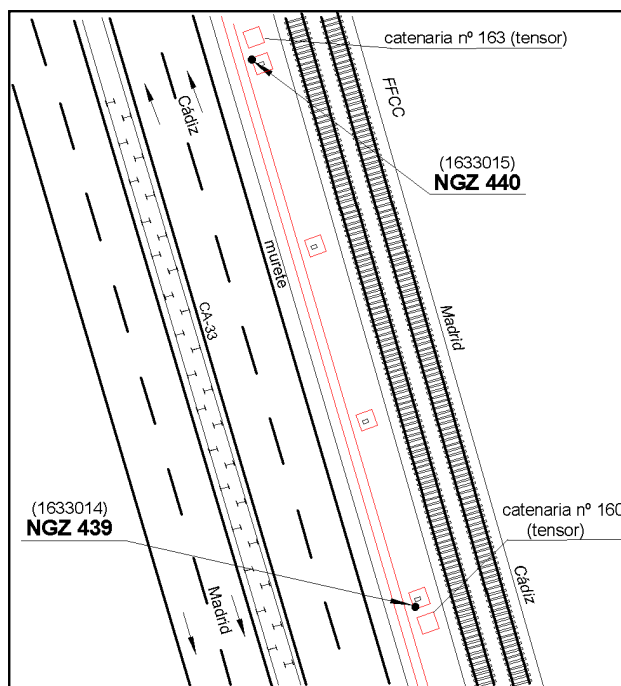 catenaria nº 163 (tensor)
FFCC
Cádiz
(1633015)
NGZ 440
murete
CA-33
Madrid
(1633014)
NGZ 439
catenaria nº 160
(tensor)
Cádiz
Madrid